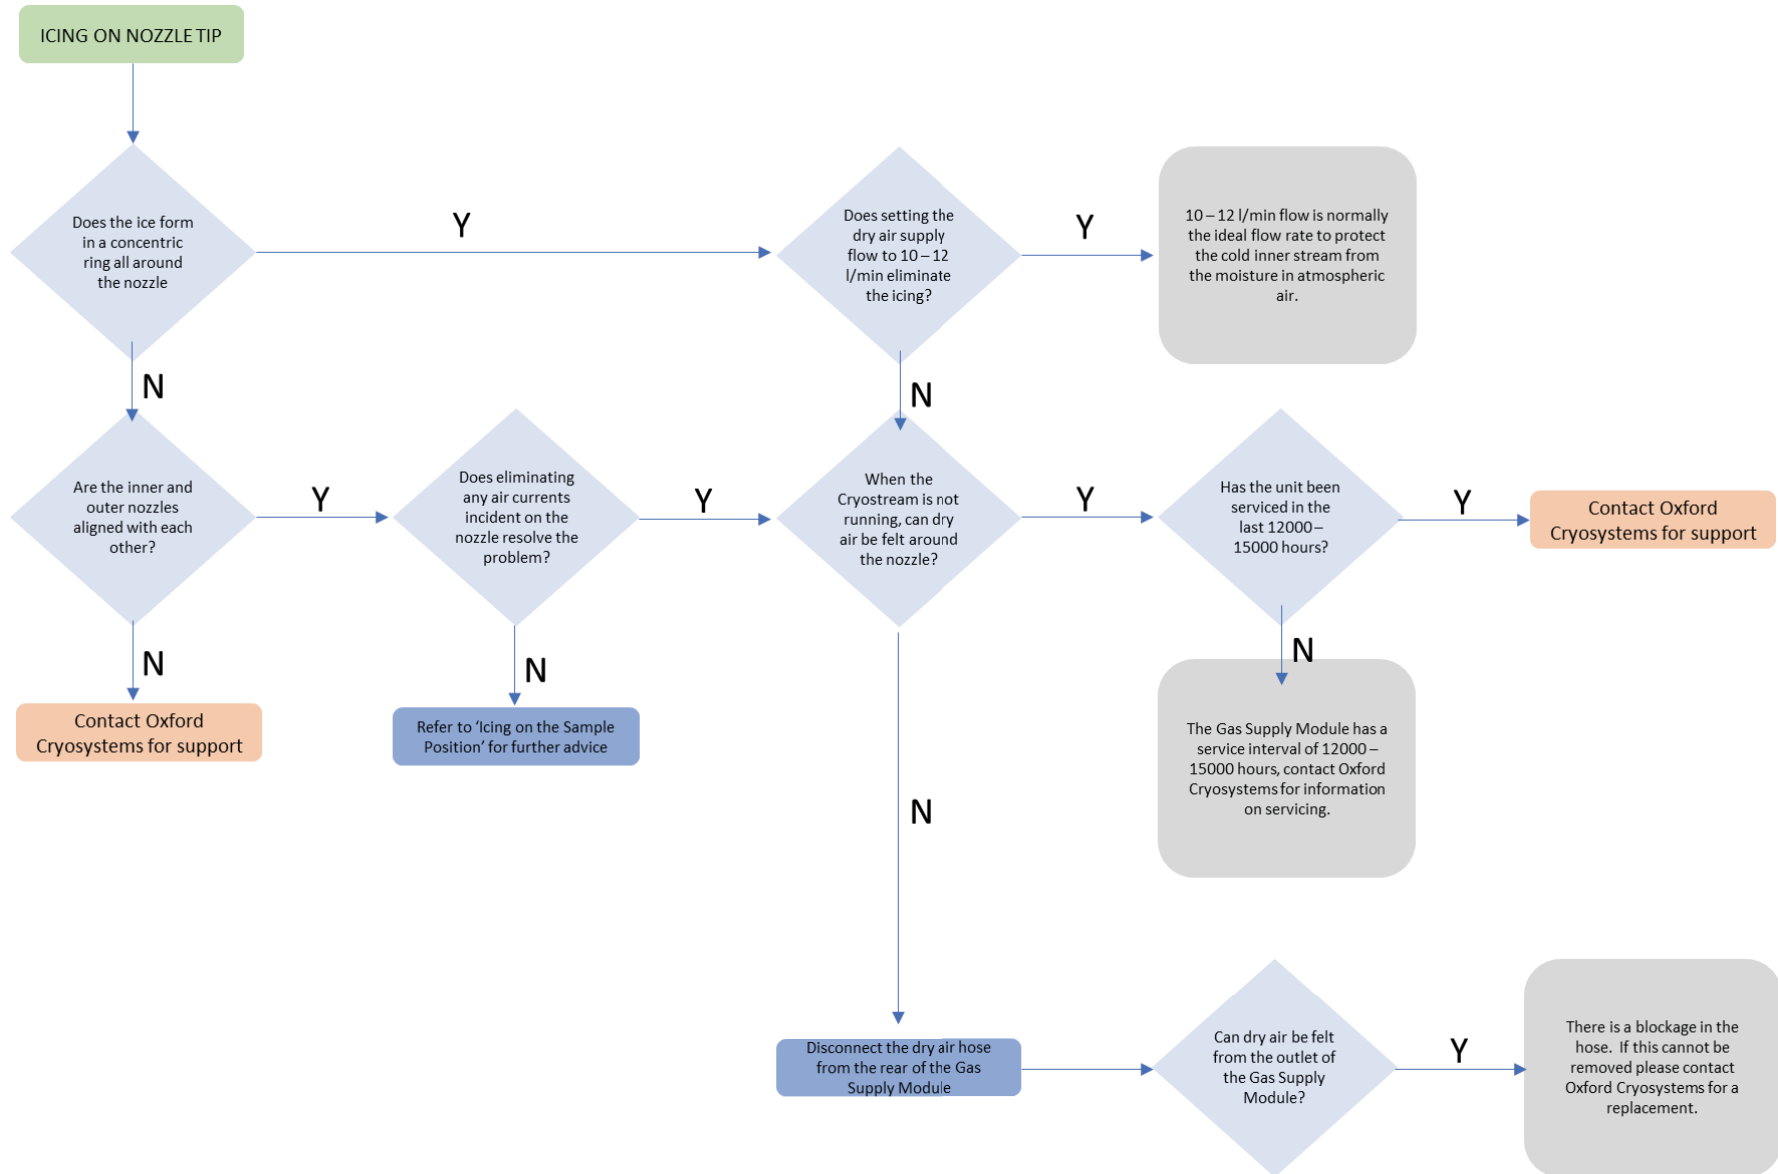 ICING ON NOZZLE TIP
Does the ice form
in a concentric
ring all around
the nozzle
Y
Does setting the
dry air supply
flow to 10 – 12
l/min eliminate
the icing?
Y
10 – 12 l/min flow is normally
the ideal flow rate to protect
the cold inner stream from
the moisture in atmospheric
air.
N
N
Are the inner and
outer nozzles
aligned with each
other?
Y
Does eliminating
any air currents
incident on the
nozzle resolve the
problem?
Y
When the
Cryostream is not
running, can dry
air be felt around
the nozzle?
Y
Has the unit been
serviced in the
last 12000 –
15000 hours?
Y
Contact Oxford
Cryosystems for support
N
Contact Oxford
Cryosystems for support
N
Refer to ‘Icing on the Sample
Position’ for further advice
N
The Gas Supply Module has a
service interval of 12000 –
15000 hours, contact Oxford
Cryosystems for information
on servicing.
N
Disconnect the dry air hose
from the rear of the Gas
Supply Module
Can dry air be felt
from the outlet of
the Gas Supply
Module?
Y
There is a blockage in the
hose.  If this cannot be
removed please contact
Oxford Cryosystems for a
replacement.